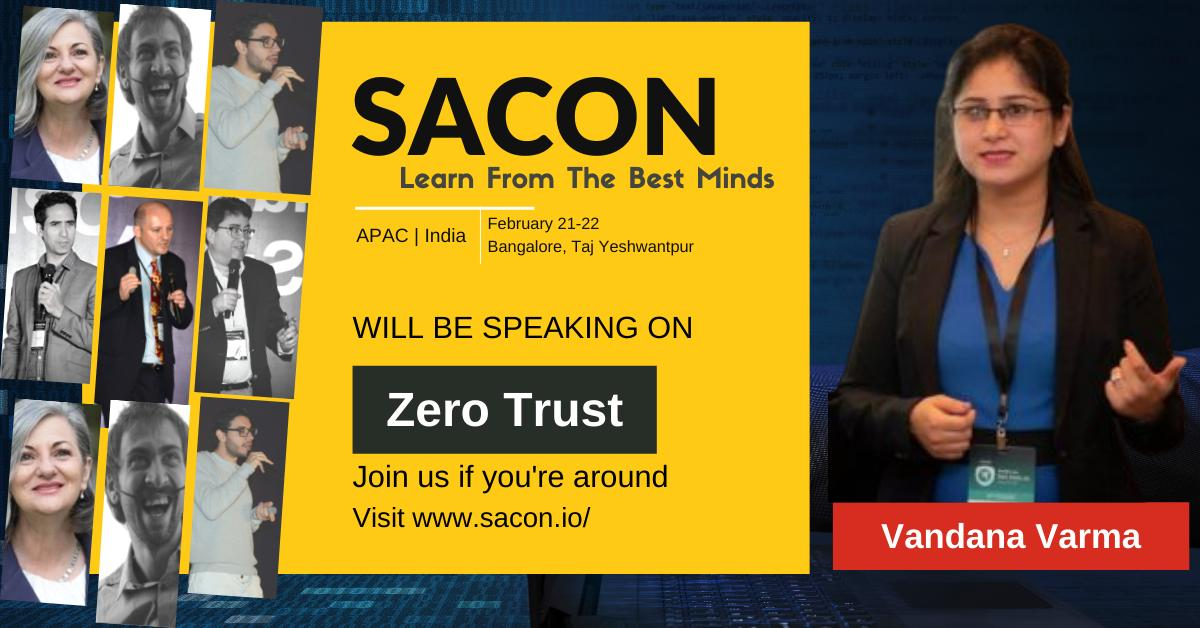 SACON
Learn From The Best Minds
APAC | India
February 21-22
Bangalore, Taj Yeshwantpur
WILL BE SPEAKING ON
Zero Trust
Join us if you're around
Visit www.sacon.io/
Vandana Varma